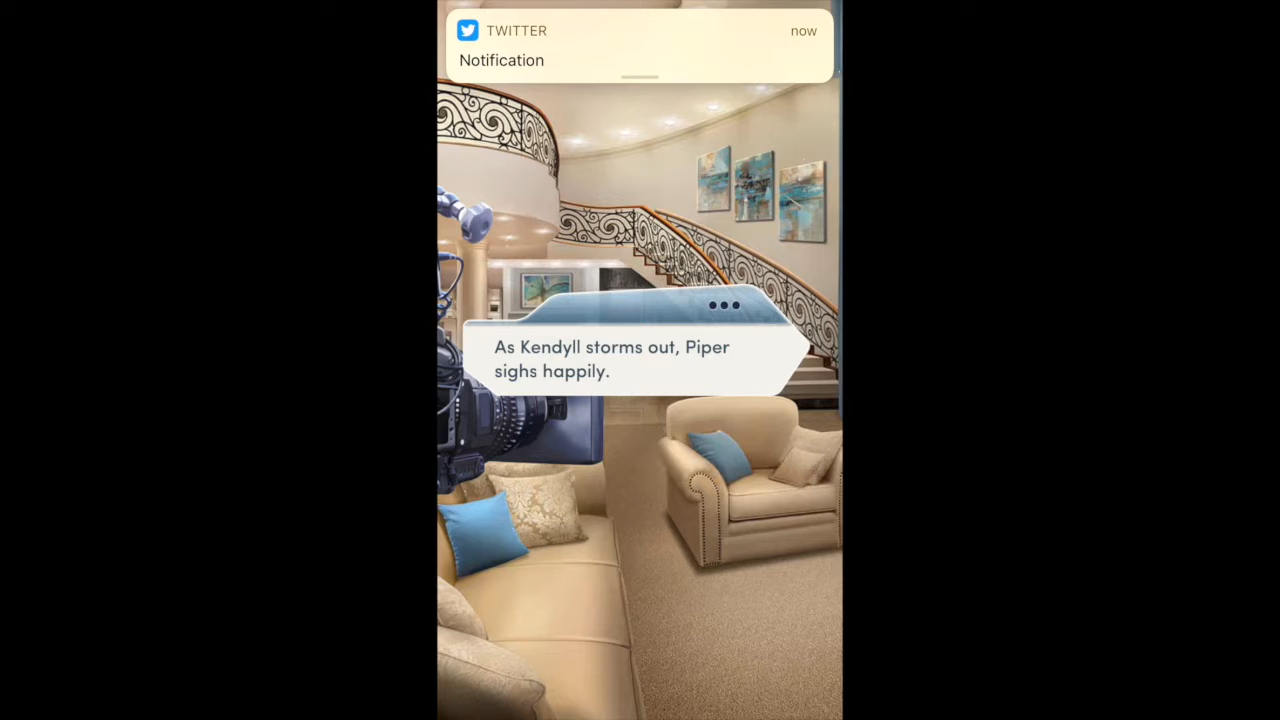 TWITTER now
Notification
As Kendyll storms out, Piper
sighs happily.